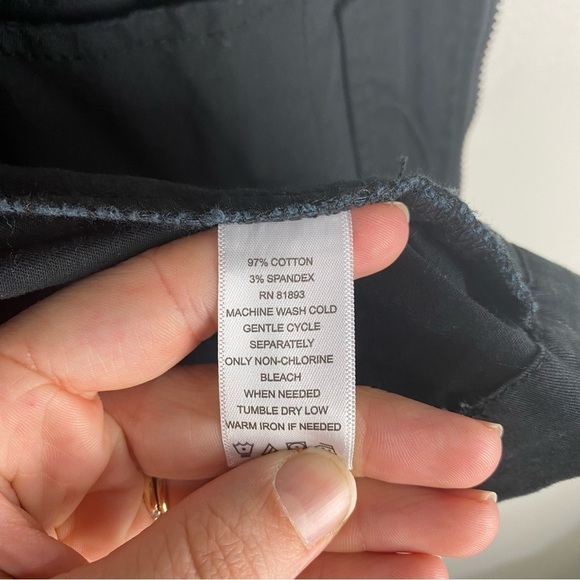 97% COTTON
3% SPANDEX
RN 81893
MACHINE WASH COLD
GENTLE CYCLE
SEPARATELY
ONLY NON-CHLORINE
BLEACH
WHEN NEEDED
TUMBLE DRY LOW
WARM IRON IF NEEDED